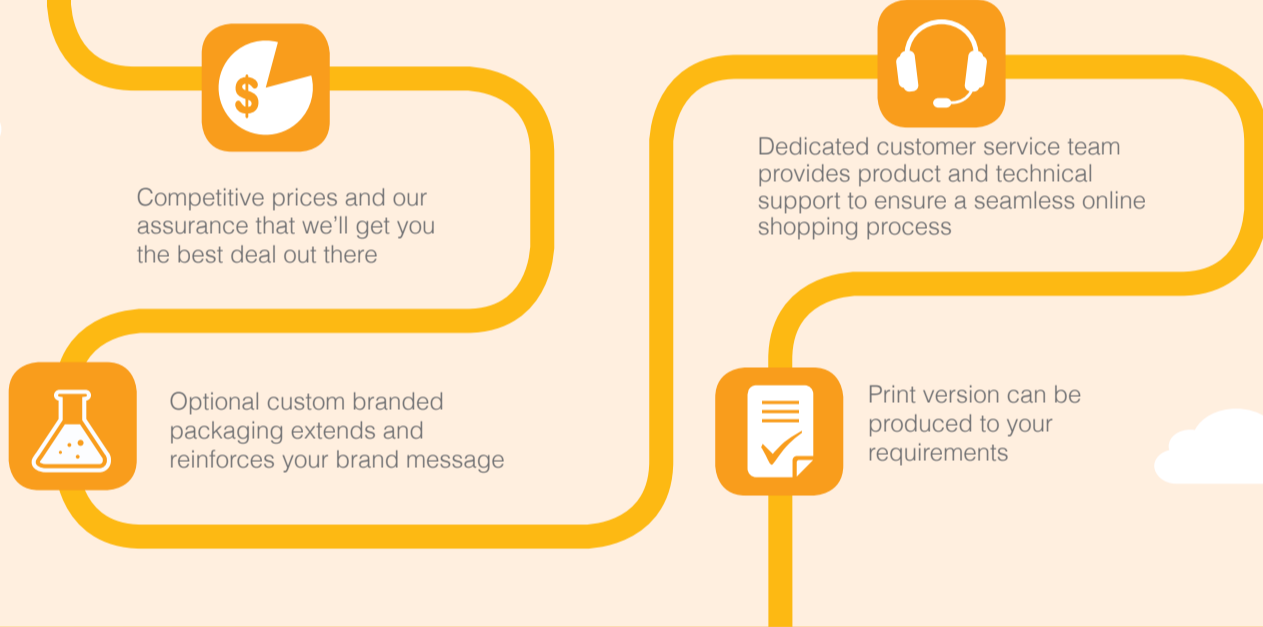 $
Competitive prices and our
assurance that we'll get you
the best deal out there
Optional custom branded
packaging extends and
reinforces your brand message
Dedicated customer service team
provides product and technical
support to ensure a seamless online
shopping process
Print version can be
produced to your
requirements